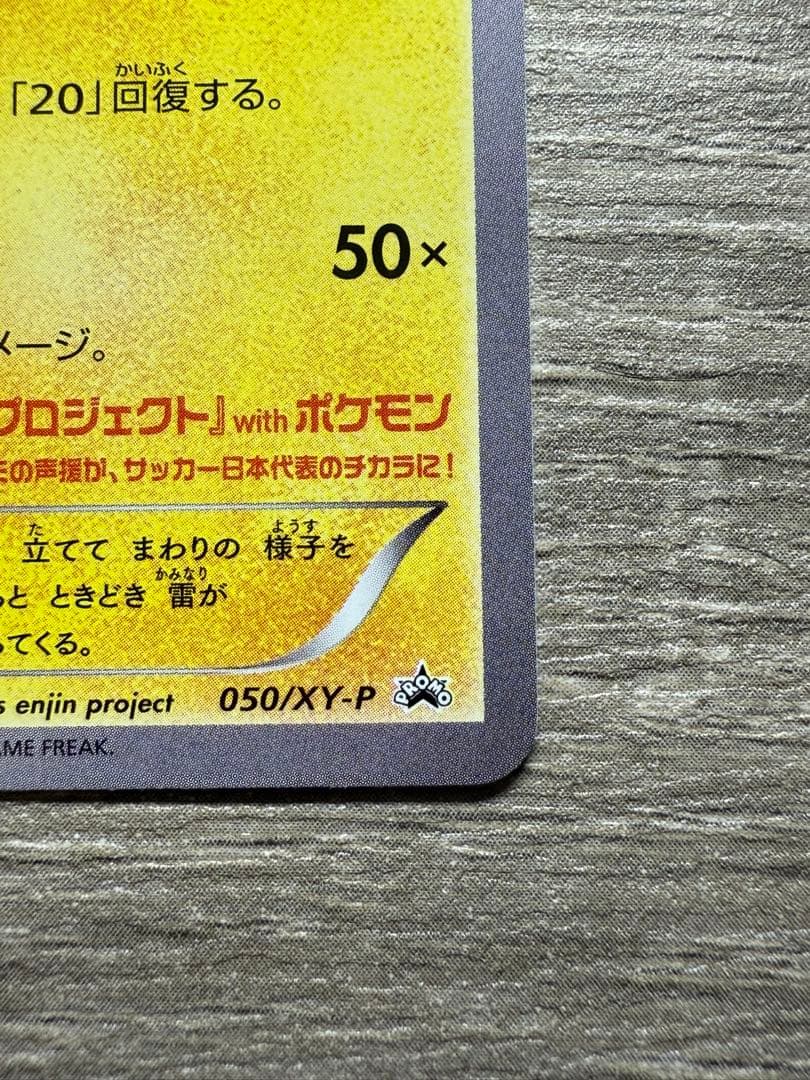 かいふく
「20」回復する。
50×
メージ。
プロジェクト』with ポケモン
の声援が、サッカー日本代表のチカラに!
た ようす
立てて まわりの 様子を
かみなり
と ときどき 雷が
てくる。
s enjin project 050/XY-P PROMO
AME FREAK.